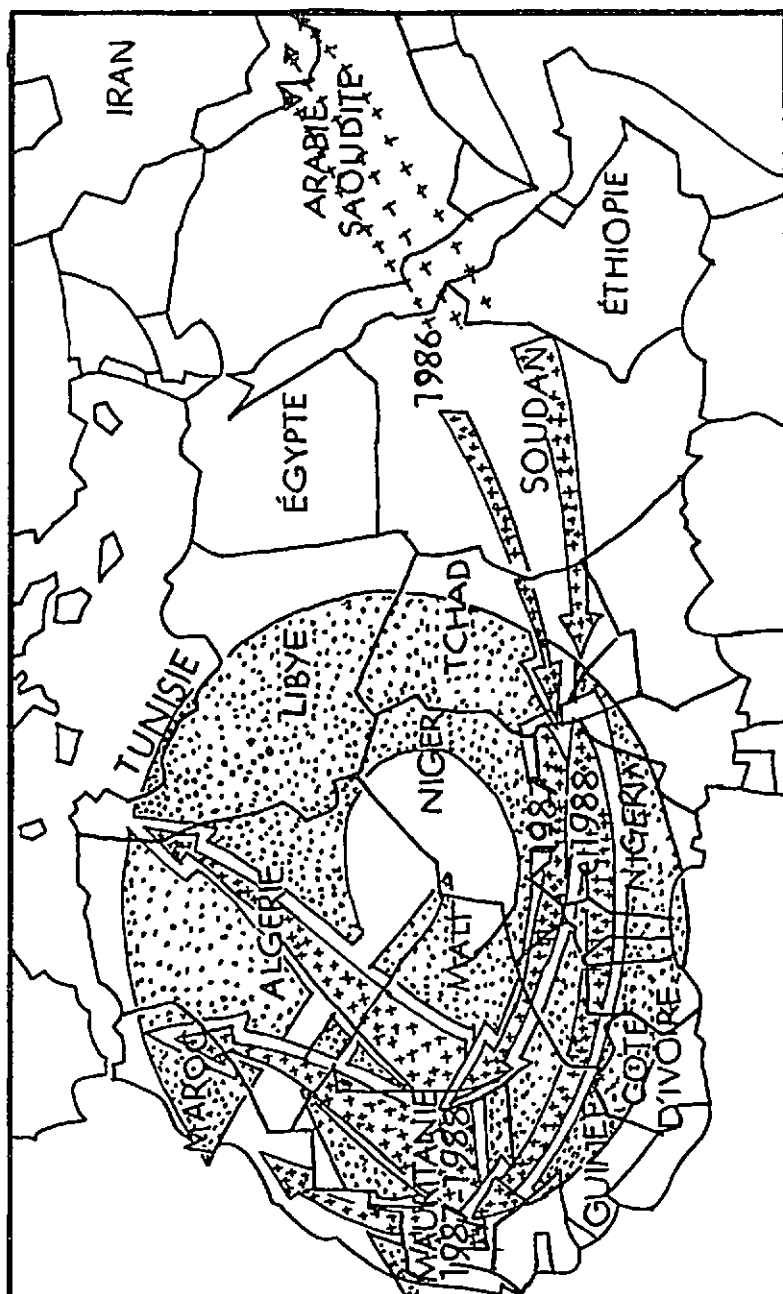 IRAN
ARABIE
SAOUDITE
ÉGYPTE
1986
SOUDAN
ÉTHIOPIE
TUNISIE
LIBYE
TCHAD
NIGER
ALGÉRIE
MAROC
MALI
1987
-1988
NIGERIA
MAURITANIE
1987-1988
GUINÉE
CÔTE
D'IVOIRE